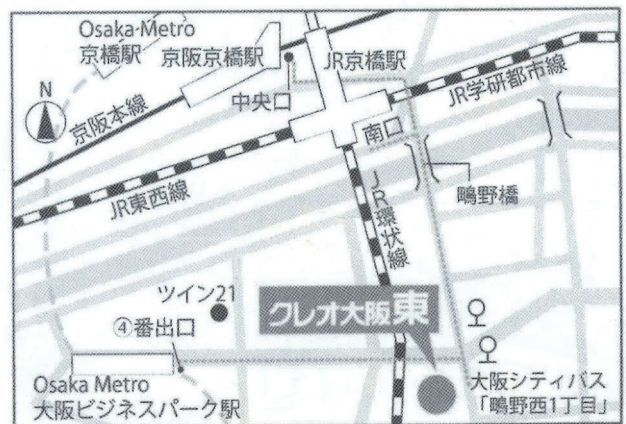 Osaka-Metro
京橋駅
京阪京橋駅
JR京橋駅
中央口
N
京阪本線
JR学研都市線
南口
JR東西線
JR環状線
鴫野橋
ツイン21
クレオ大阪東
④番出口
Osaka Metro
大阪ビジネスパーク駅
大阪シティバス
「鴫野西1丁目」